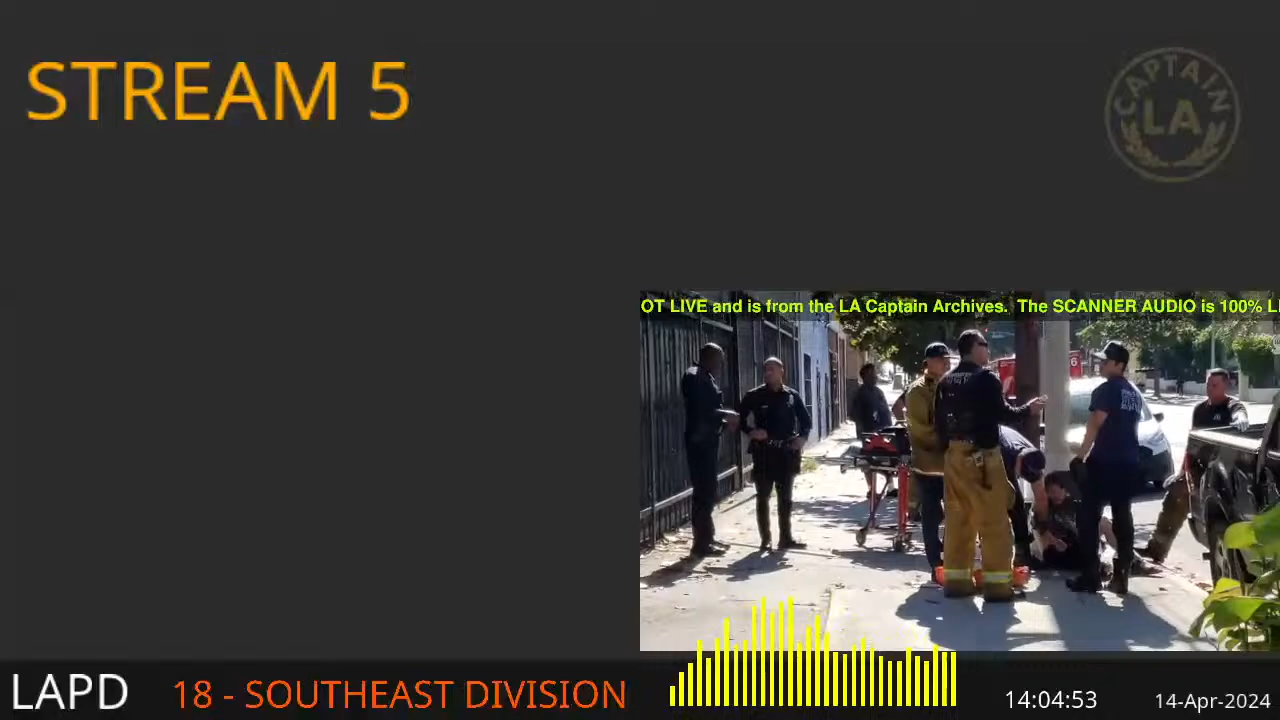 STREAM 5
CAPTAIN
LA
OT LIVE and is from the LA Captain Archives. The SCANNER AUDIO is 100% LI
6
LAPD
18 - SOUTHEAST DIVISION
14:04:53
14-Apr-2024